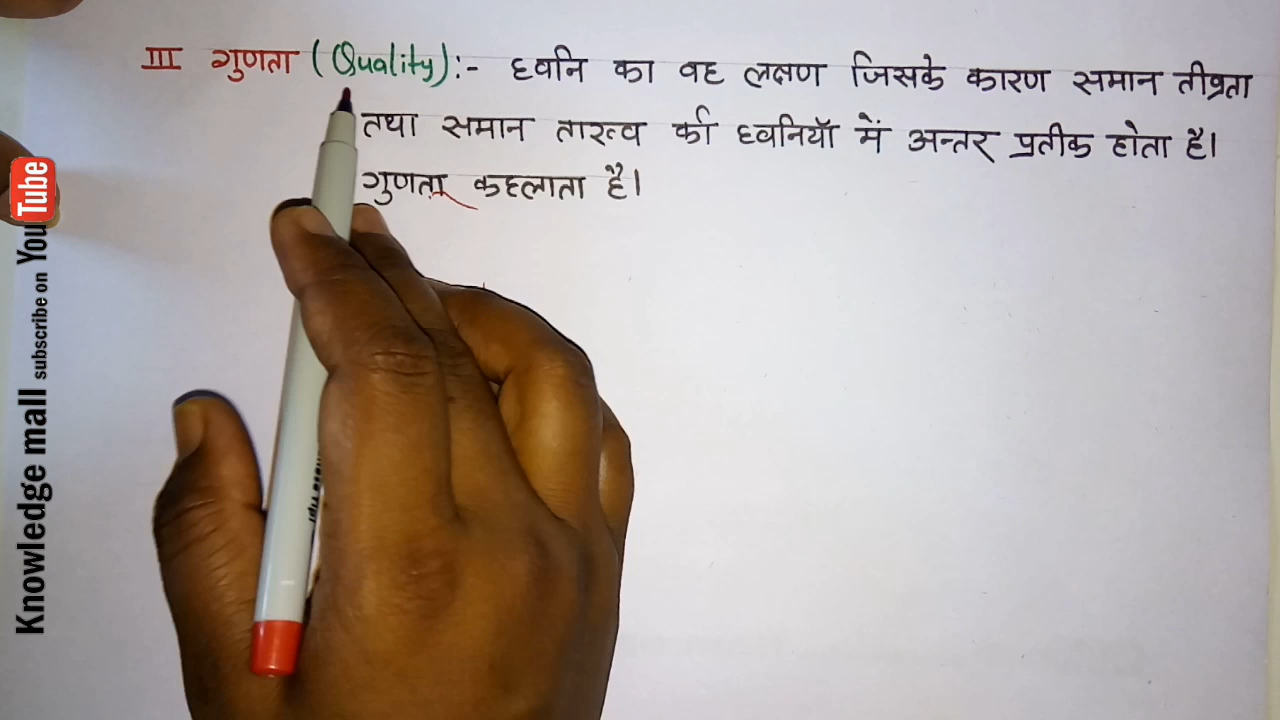 III गुणता (Quality):- ध्वनि का वह लक्षण जिसके कारण समान तीव्रता
तथा समान तारत्व की ध्वनियॉ में अन्तर प्रतीक होता है।
गुणता कहलाता है।
Knowledge mall subscribe on YouTube